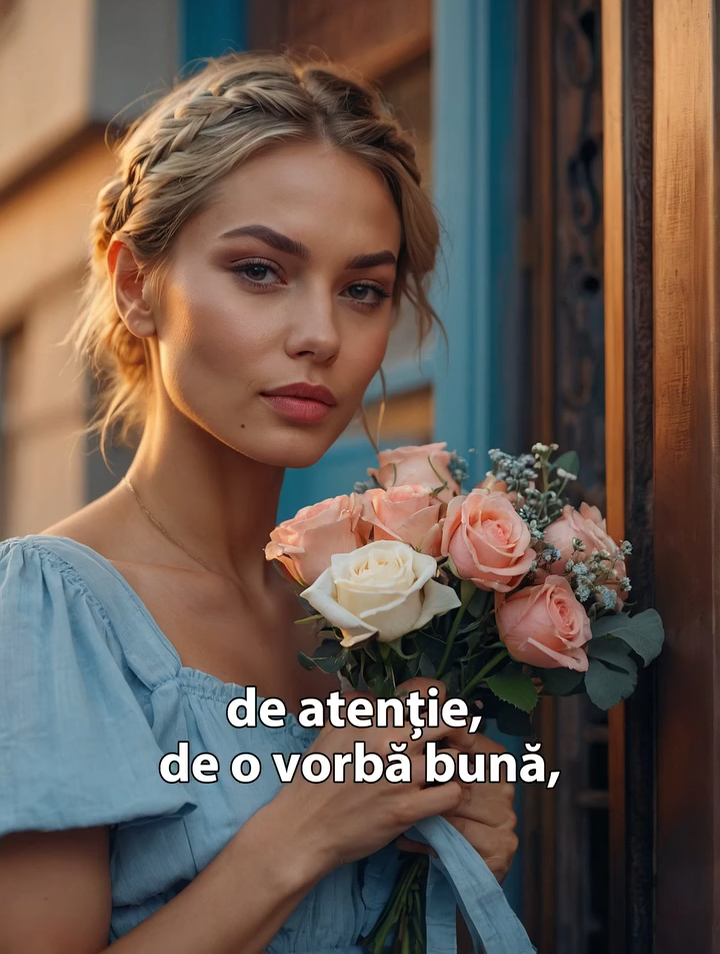 de atenție,
de o vorbă bună,